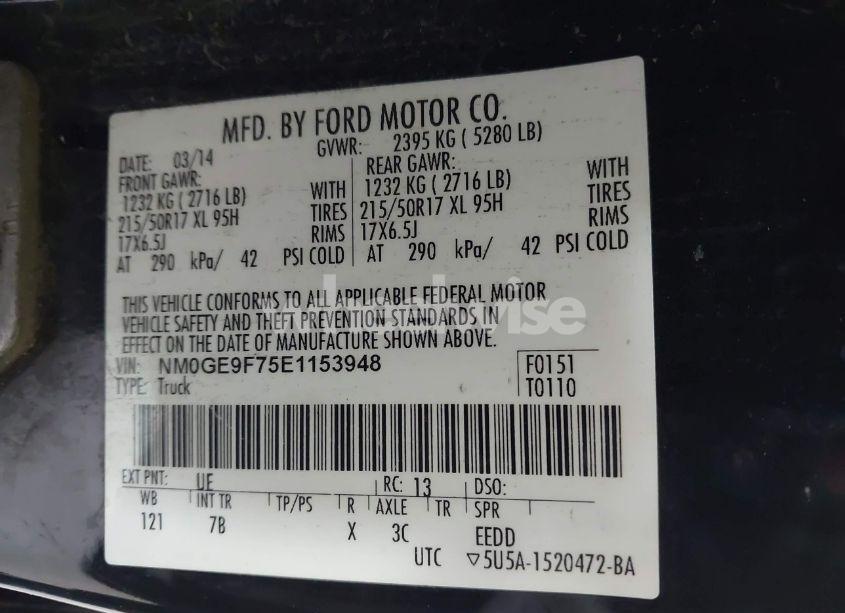 MFD. BY FORD MOTOR CO.
DATE: 03/14 GVWR: 2395 KG ( 5280 LB)
FRONT GAWR: REAR GAWR:
1232 KG ( 2716 LB) WITH 1232 KG ( 2716 LB) WITH
215/50R17 XL 95H TIRES 215/50R17 XL 95H TIRES
17X6.5J RIMS 17X6.5J RIMS
AT 290 kPa/ 42 PSI COLD AT 290 kPa/ 42 PSI COLD
THIS VEHICLE CONFORMS TO ALL APPLICABLE FEDERAL MOTOR
VEHICLE SAFETY AND THEFT PREVENTION STANDARDS IN
EFFECT ON THE DATE OF MANUFACTURE SHOWN ABOVE.
VIN: NM0GE9F75E1153948 F0151
TYPE: Truck T0110
EXT PNT: UE RC: 13 DSO:
WB INT TR TP/PS R AXLE TR SPR
121 7B X 3C EEDD
UTC ▽5U5A-1520472-BA